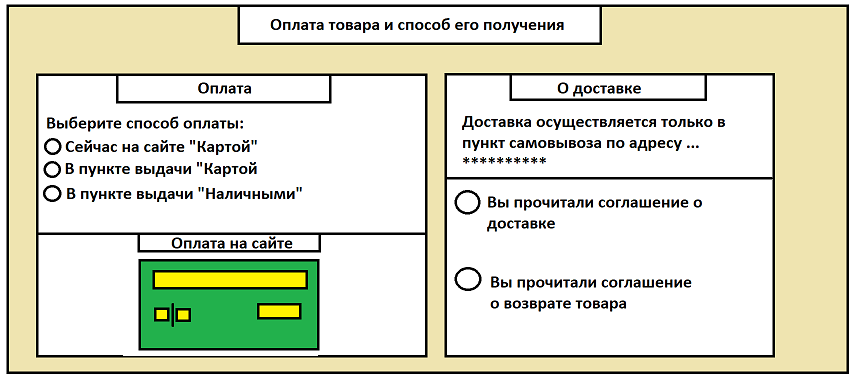 Оплата товара и способ его получения
Оплата
Выберите способ оплаты:
Сейчас на сайте "Картой"
В пункте выдачи "Картой
В пункте выдачи "Наличными"
Оплата на сайте
О доставке
Доставка осуществляется только в
пункт самовывоза по адресу ...
**********
Вы прочитали соглашение о
доставке
Вы прочитали соглашение
о возврате товара